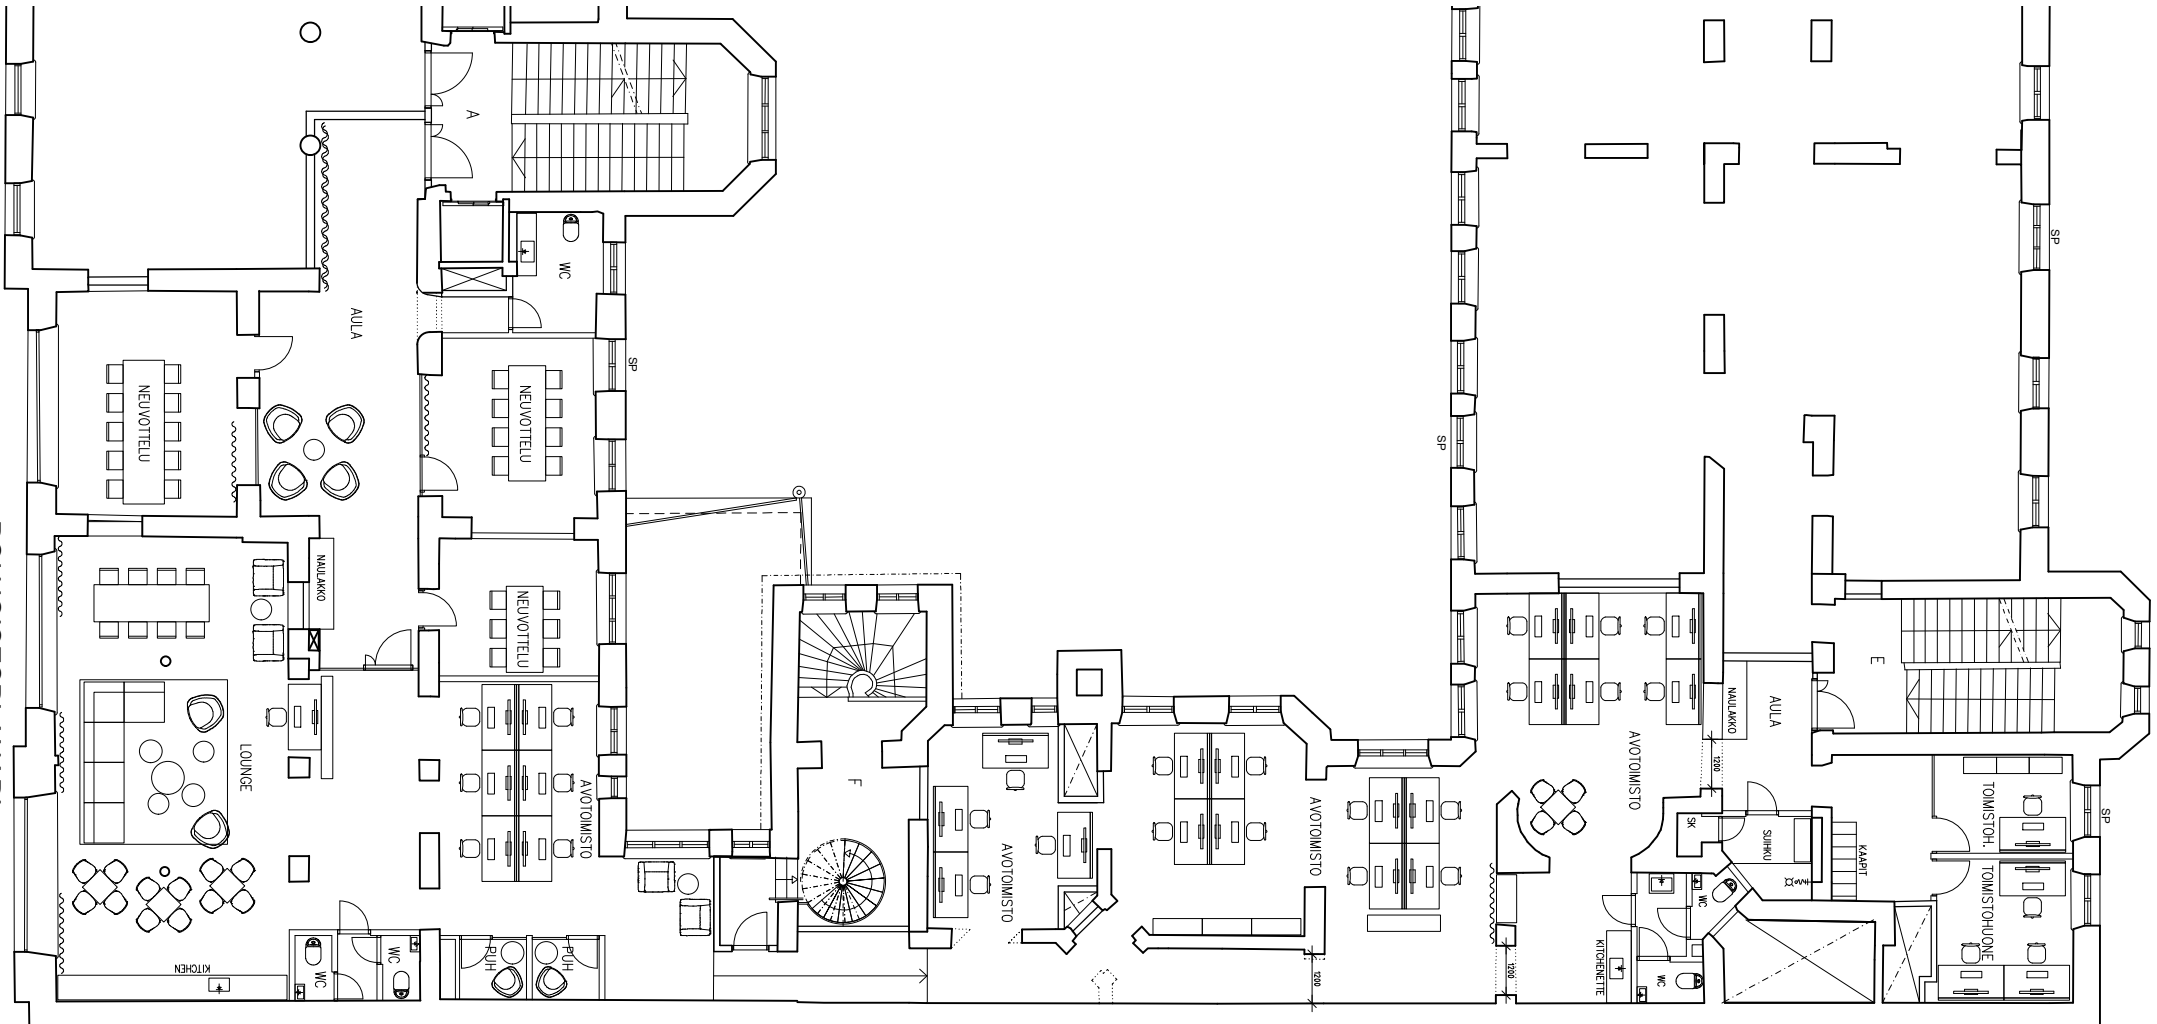 A
WC
AULA
SP
NEUVOTTELU
NEUVOTTELU
NEUVOTTELU
NAULAKKO
LOUNGE
KITCHEN
WC
WC
AVOTOIMISTO
PUH
PUH
F
AVOTOIMISTO
AVOTOIMISTO
1200
SP
SP
AVOTOIMISTO
NAULAKKO
AULA
E
1200
SK
SUIHKU
KAAPIT
WC
WC
KITCHENETTE
1200
TOIMISTOH.
TOIMISTOHUONE
SP